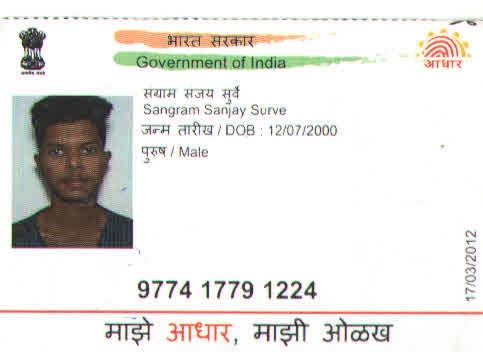 भारत सरकार
Government of India
आधार
सग्राम संजय सुर्वे
Sangram Sanjay Surve
जन्म तारीख / DOB : 12/07/2000
पुरुष / Male
17/03/2012
9774 1779 1224
माझे आधार, माझी ओळख